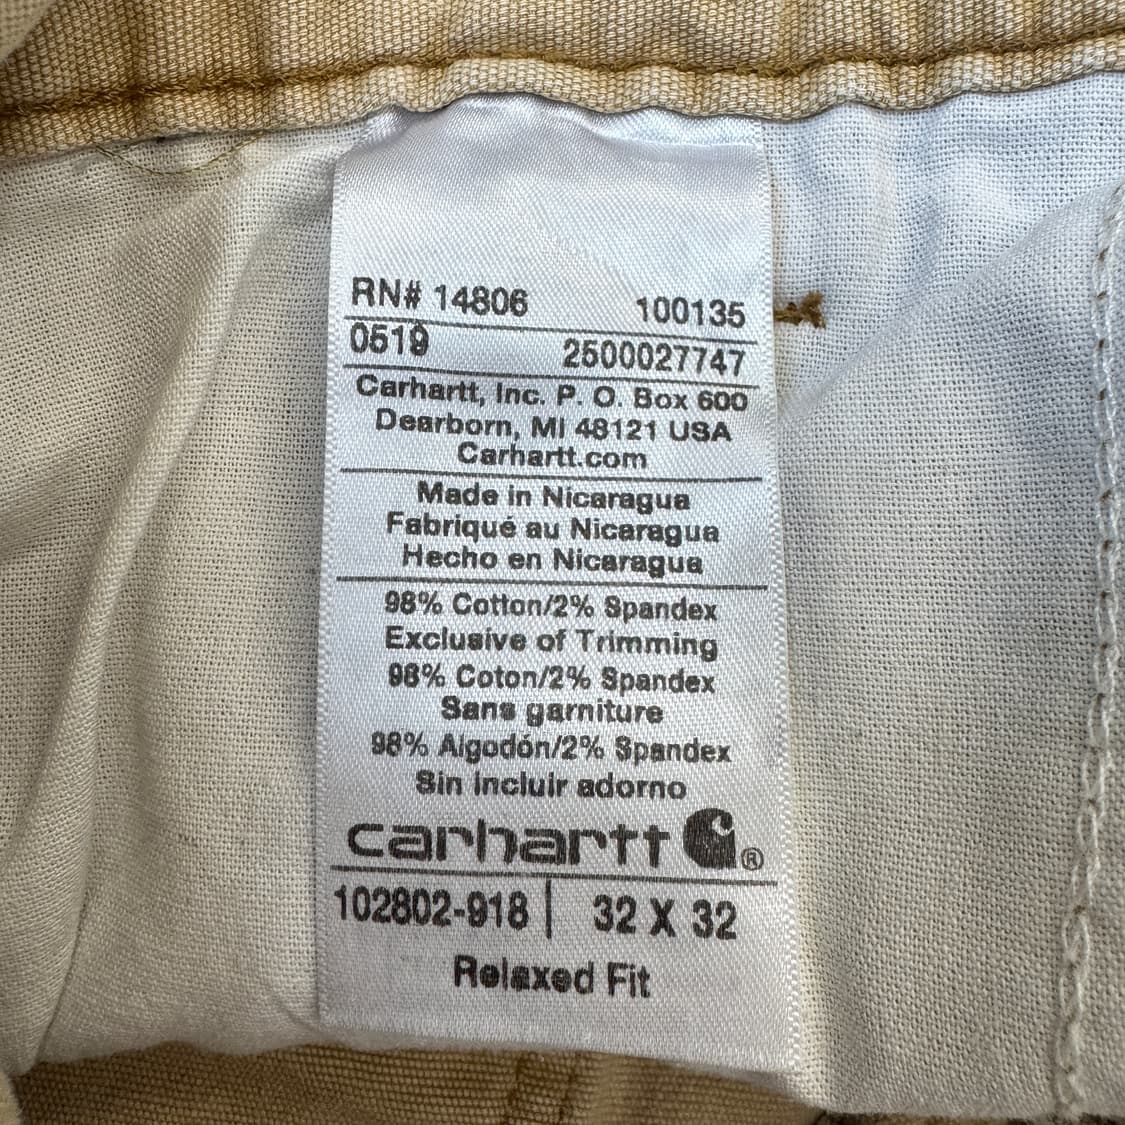 RN# 14806 100135
0519 2500027747
Carhartt, Inc. P. O. Box 600
Dearborn, MI 48121 USA
Carhartt.com
Made in Nicaragua
Fabriqué au Nicaragua
Hecho en Nicaragua
98% Cotton/2% Spandex
Exclusive of Trimming
98% Coton/2% Spandex
Sans garniture
98% Algodón/2% Spandex
Sin incluir adorno
carhartt ®
102802-918 | 32 X 32
Relaxed Fit